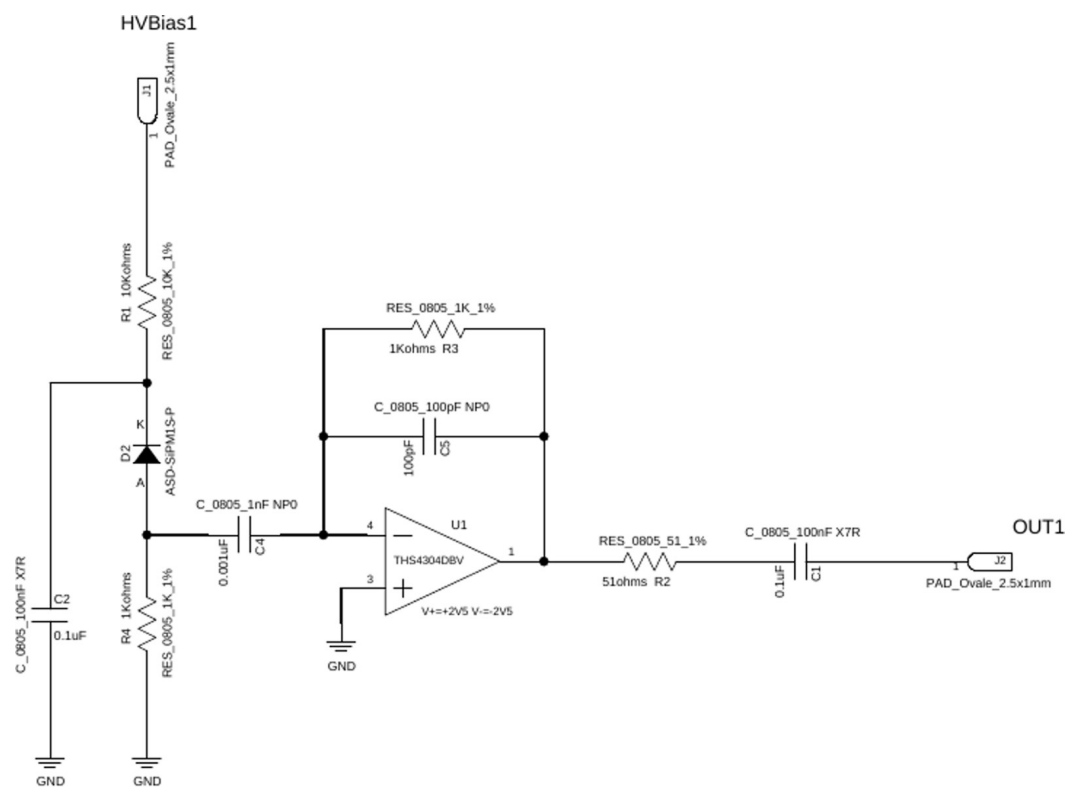 HVBias1
J1
1
PAD_Ovale_2.5x1mm
R1 10Kohms
RES_0805_10K_1%
RES_0805_1K_1%
1Kohms R3
C_0805_100pF NP0
100pF
C5
K
D2
A
ASD-SiPM1S-P
C_0805_1nF NP0
0.001uF
C4
4
U1
THS4304DBV
1
3
V+=+2V5 V-=-2V5
GND
RES_0805_51_1%
51ohms R2
C_0805_100nF X7R
0.1uF
C1
OUT1
1
J2
PAD_Ovale_2.5x1mm
C_0805_100nF X7R
C2
0.1uF
R4 1Kohms
RES_0805_1K_1%
GND
GND